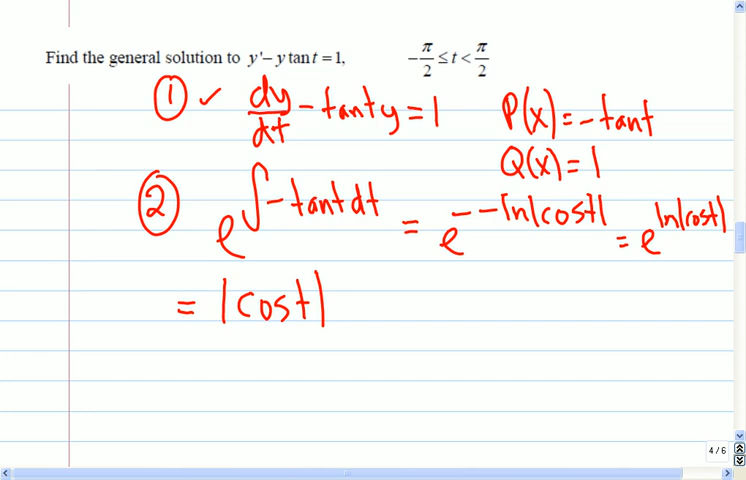 Find the general solution to y'– y tan t = 1, -π/2 ≤ t < π/2
① ✓ dy/dt - tant y = 1 P(x) = -tant
Q(x) = 1
② e^∫-tant dt = e^- -ln|cost| = e^ln|cost|
= |cost|
4 / 6